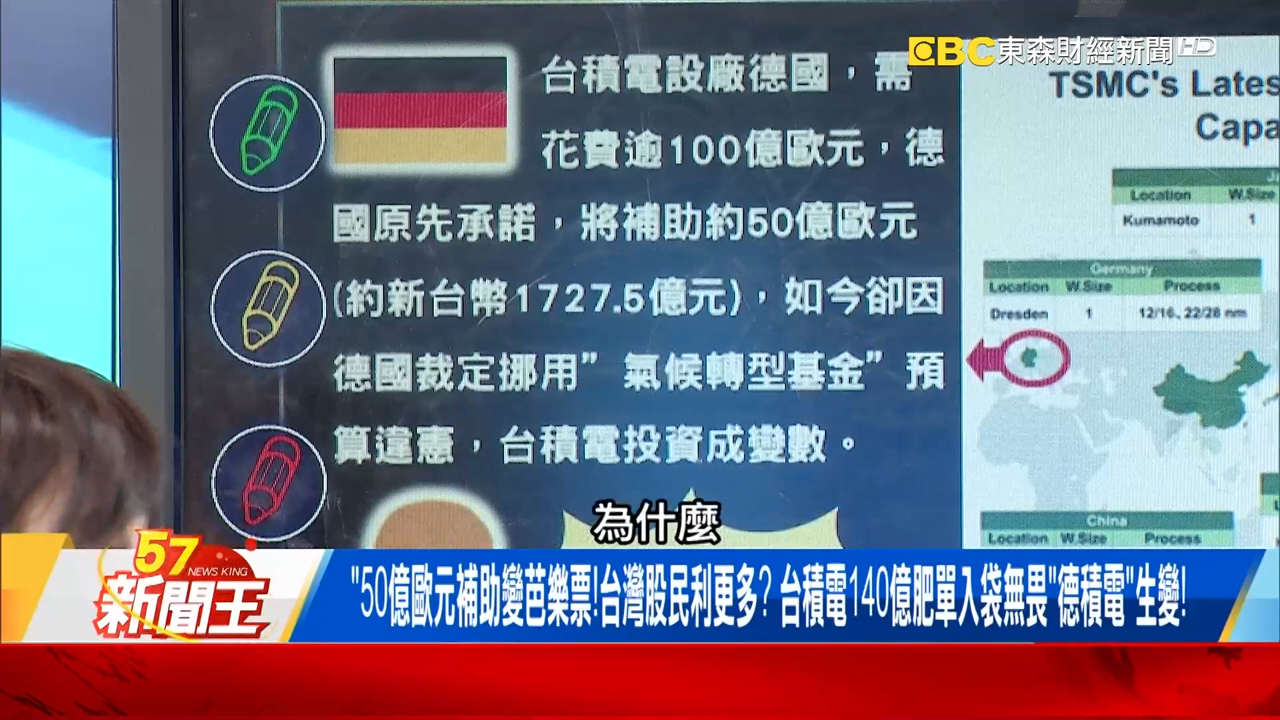 EBC東森財經新聞HD
台積電設廠德國，需
花費逾100億歐元，德
國原先承諾，將補助約50億歐元
(約新台幣1727.5億元)，如今卻因
德國裁定挪用”氣候轉型基金”預
算違憲，台積電投資成變數。
TSMC's Lates
Capa
Location W.Size
Kumamoto 1
Germany
Location W.Size Process
Dresden 1 12/16、22/28 nm
China
Location W.Size Process
為什麼
57
NEWS KING
新聞王
"50億歐元補助變芭樂票!台灣股民利更多? 台積電140億肥單入袋無畏"德積電"生變!